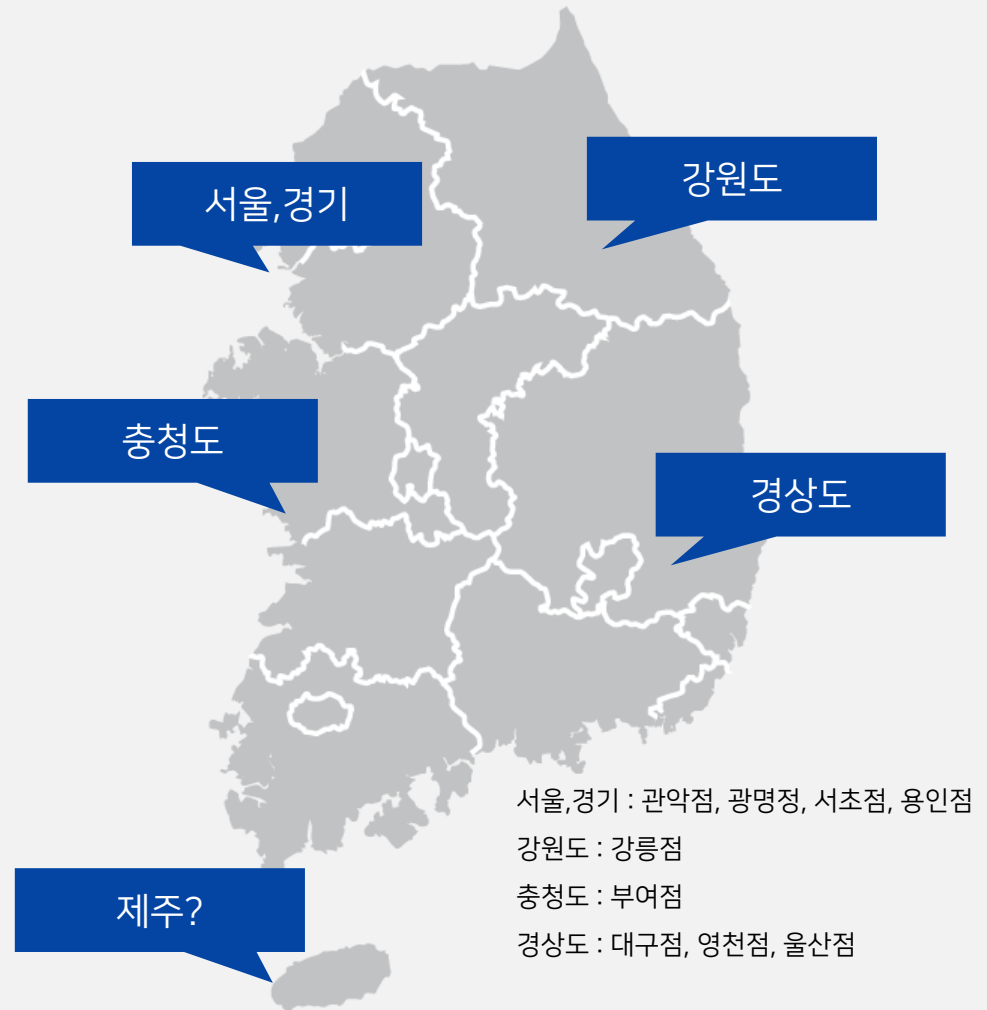 강원도
서울,경기
충청도
경상도
서울,경기 : 관악점, 광명정, 서초점, 용인점
강원도 : 강릉점
충청도 : 부여점
경상도 : 대구점, 영천점, 울산점
제주?